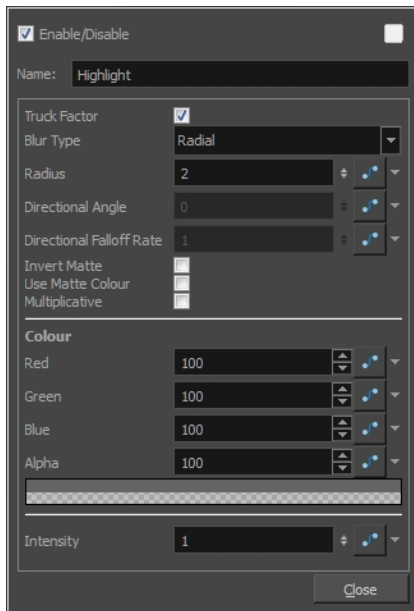 Enable/Disable
Name: Highlight
Truck Factor
Blur Type Radial
Radius 2
Directional Angle 0
Directional Falloff Rate 1
Invert Matte
Use Matte Colour
Multiplicative
Colour
Red 100
Green 100
Blue 100
Alpha 100
Intensity 1
Close